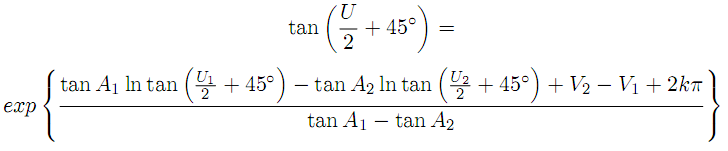 tan (U/2 + 45°) =
exp { (tan A₁ ln tan (U₁/2 + 45°) − tan A₂ ln tan (U₂/2 + 45°) + V₂ − V₁ + 2kπ) / (tan A₁ − tan A₂) }